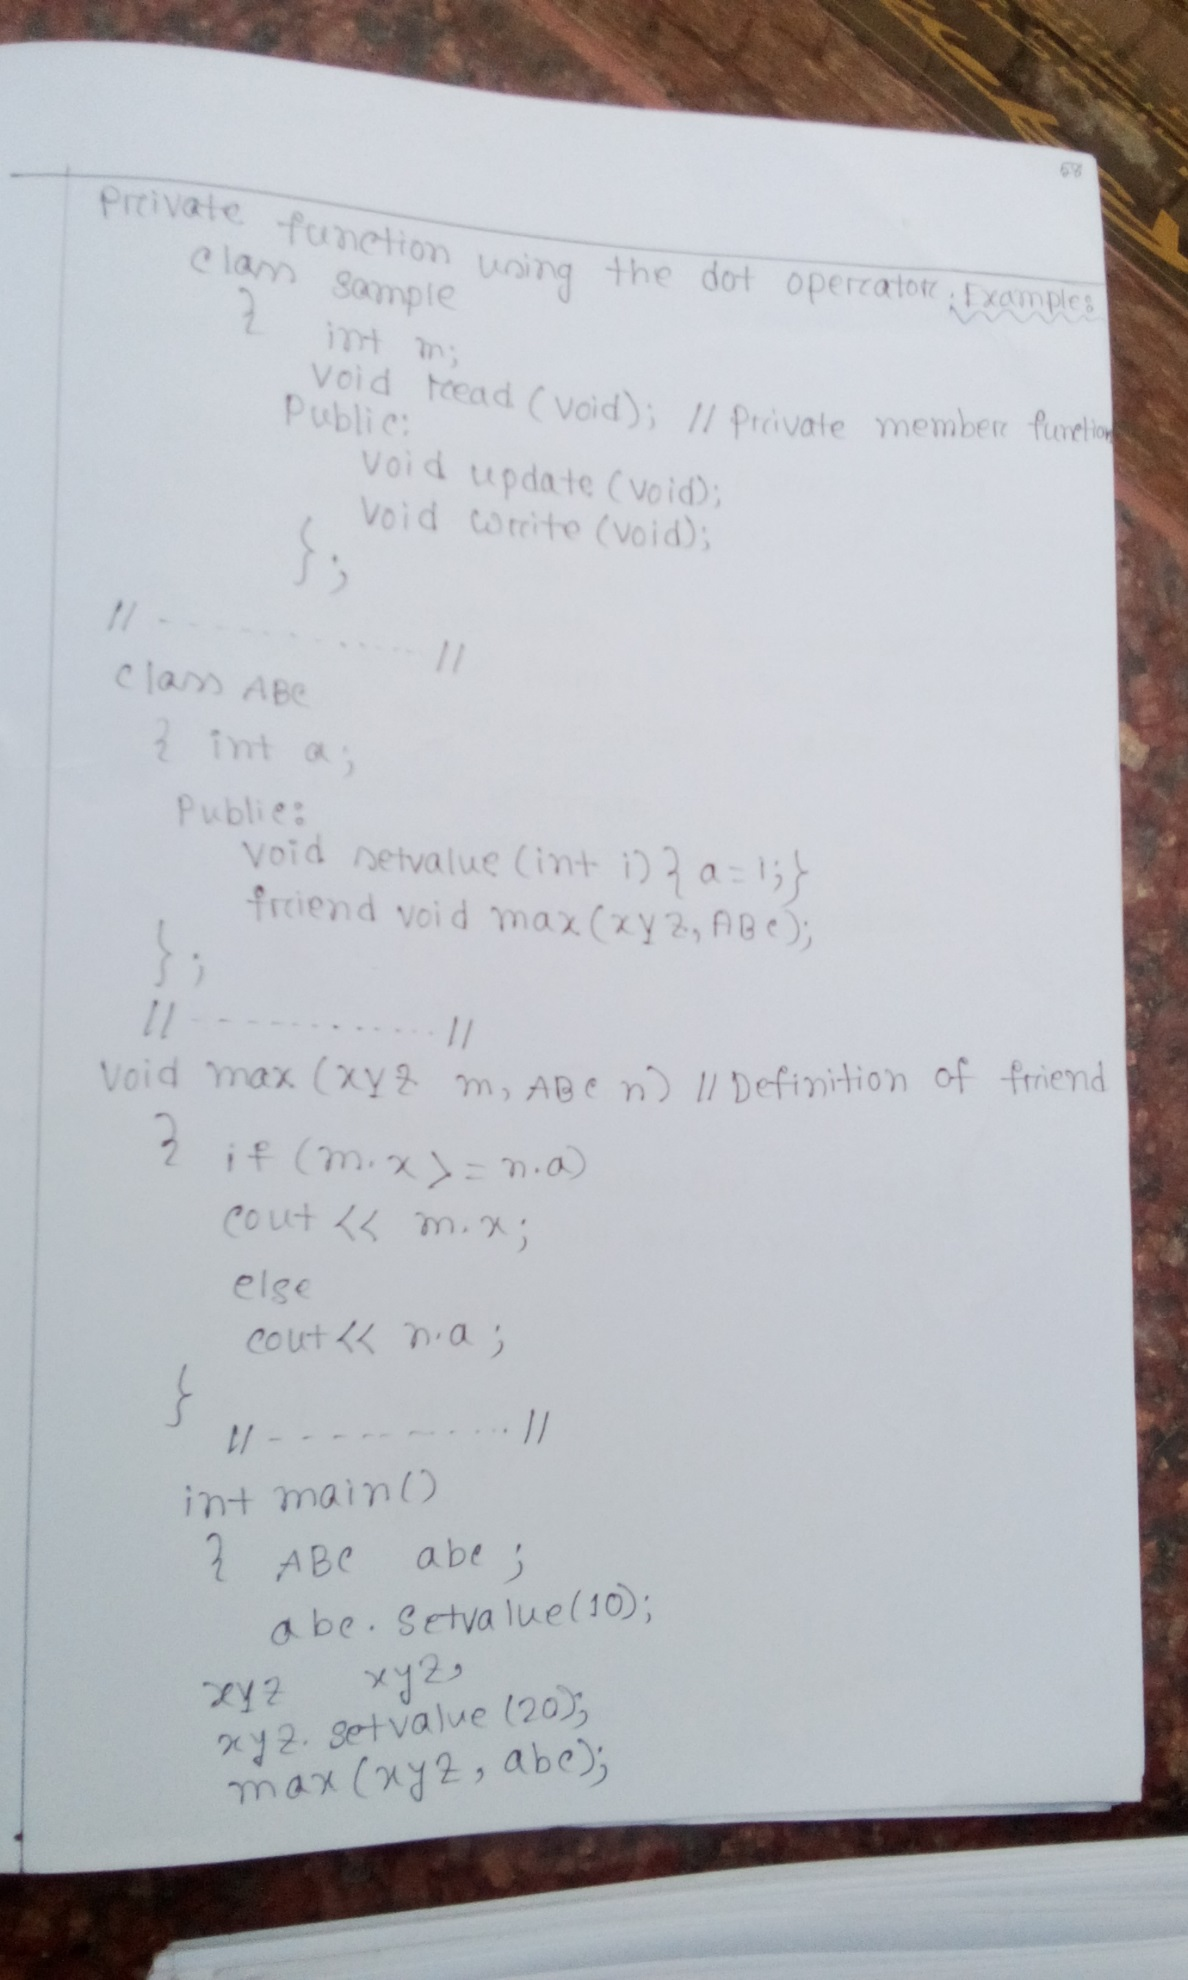 68
Private function using the dot operator. Example:
class sample
{
int m;
void read (void); // Private member function
Public:
void update (void);
void write (void);
};
// ------------ //
class ABC
{ int a;
Public:
void setvalue (int i) { a = 1; }
friend void max (xyz, ABC);
};
// ------------ //
void max (xyz m, ABC n) // Definition of friend
{ if (m.x >= n.a)
cout << m.x;
else
cout << n.a ;
}
// ------------ //
int main()
{ ABC abc ;
abc. setvalue (10);
xyz xyz,
xyz. setvalue (20);
max (xyz, abc);